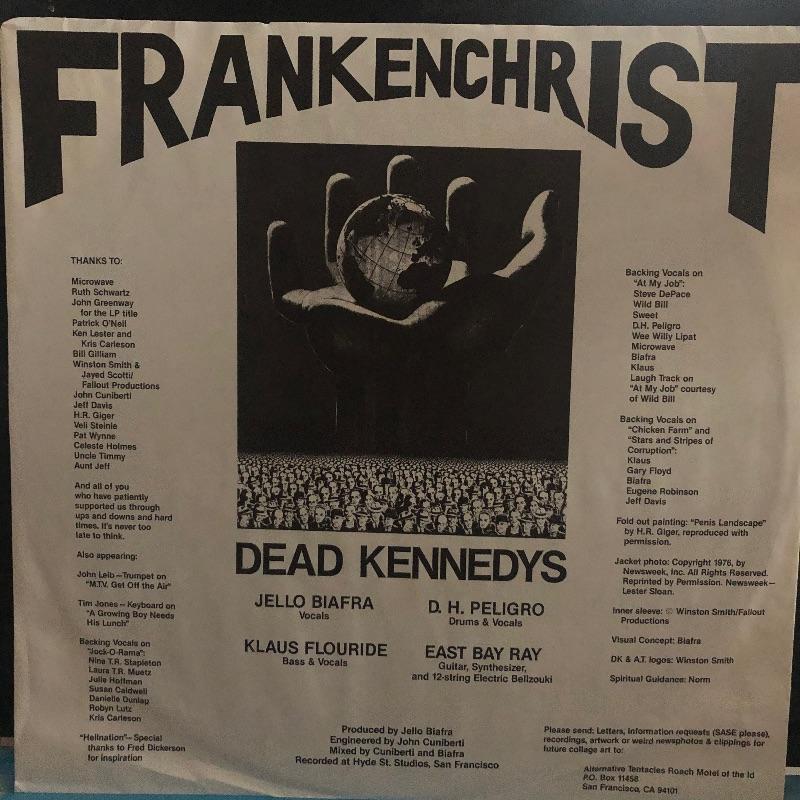 FRANKENCHRIST
THANKS TO:
Microwave
Ruth Schwartz
John Greenway
for the LP title
Patrick O'Neil
Ken Lester and
Kris Carleson
Bill Gilliam
Winston Smith &
Jayed Scotti/
Fallout Productions
John Cuniberti
Jeff Davis
H.R. Giger
Veli Steinle
Pat Wynne
Celeste Holmes
Uncle Timmy
Aunt Jeff
And all of you
who have patiently
supported us through
ups and downs and hard
times. It's never too
late to think.
Also appearing:
John Leib—Trumpet on
"M.T.V. Get Off the Air"
Tim Jones—Keyboard on
"A Growing Boy Needs
His Lunch"
Backing Vocals on
"Jock-O-Rama":
Nina T.R. Stapleton
Laura T.R. Muetz
Julie Hoffman
Susan Caldwell
Danielle Dunlap
Robyn Lutz
Kris Carleson
"Hellnation"—Special
thanks to Fred Dickerson
for inspiration
DEAD KENNEDYS
JELLO BIAFRA
Vocals
D. H. PELIGRO
Drums & Vocals
KLAUS FLOURIDE
Bass & Vocals
EAST BAY RAY
Guitar, Synthesizer,
and 12-string Electric Bellzouki
Produced by Jello Biafra
Engineered by John Cuniberti
Mixed by Cuniberti and Biafra
Recorded at Hyde St. Studios, San Francisco
Backing Vocals on
"At My Job":
Steve DePace
Wild Bill
Sweet
D.H. Peligro
Wee Willy Lipat
Microwave
Biafra
Klaus
Laugh Track on
"At My Job" courtesy
of Wild Bill
Backing Vocals on
"Chicken Farm" and
"Stars and Stripes of
Corruption":
Klaus
Gary Floyd
Biafra
Eugene Robinson
Jeff Davis
Fold out painting: "Penis Landscape"
by H.R. Giger, reproduced with
permission.
Jacket photo: Copyright 1976, by
Newsweek, Inc. All Rights Reserved.
Reprinted by Permission. Newsweek—
Lester Sloan.
Inner sleeve: © Winston Smith/Fallout
Productions
Visual Concept: Biafra
DK & A.T. logos: Winston Smith
Spiritual Guidance: Norm
Please send: Letters, information requests (SASE please),
recordings, artwork or weird newsphotos & clippings for
future collage art to:
Alternative Tentacles Roach Motel of the Id
P.O. Box 11458
San Francisco, CA 94101